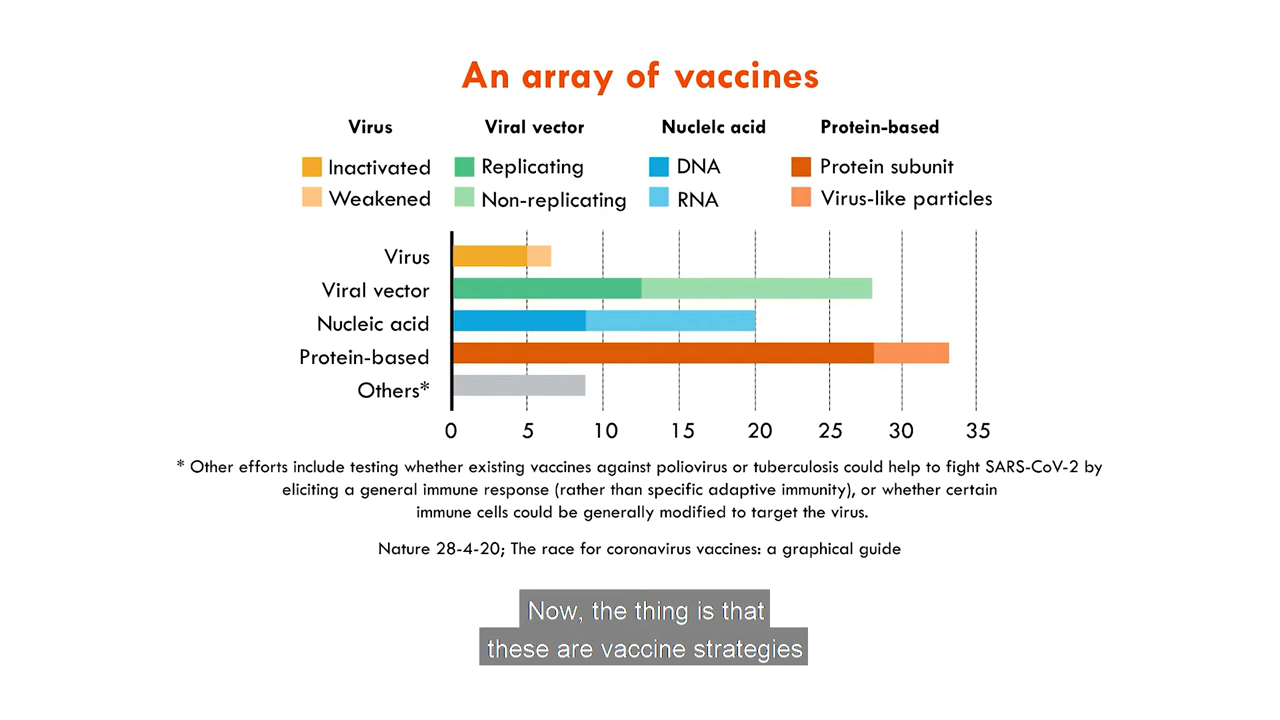 An array of vaccines
Virus Viral vector Nuclelc acid Protein-based
Inactivated Replicating DNA Protein subunit
Weakened Non-replicating RNA Virus-like particles
Virus
Viral vector
Nucleic acid
Protein-based
Others*
0 5 10 15 20 25 30 35
* Other efforts include testing whether existing vaccines against poliovirus or tuberculosis could help to fight SARS-CoV-2 by
eliciting a general immune response (rather than specific adaptive immunity), or whether certain
immune cells could be generally modified to target the virus.
Nature 28-4-20; The race for coronavirus vaccines: a graphical guide
Now, the thing is that
these are vaccine strategies